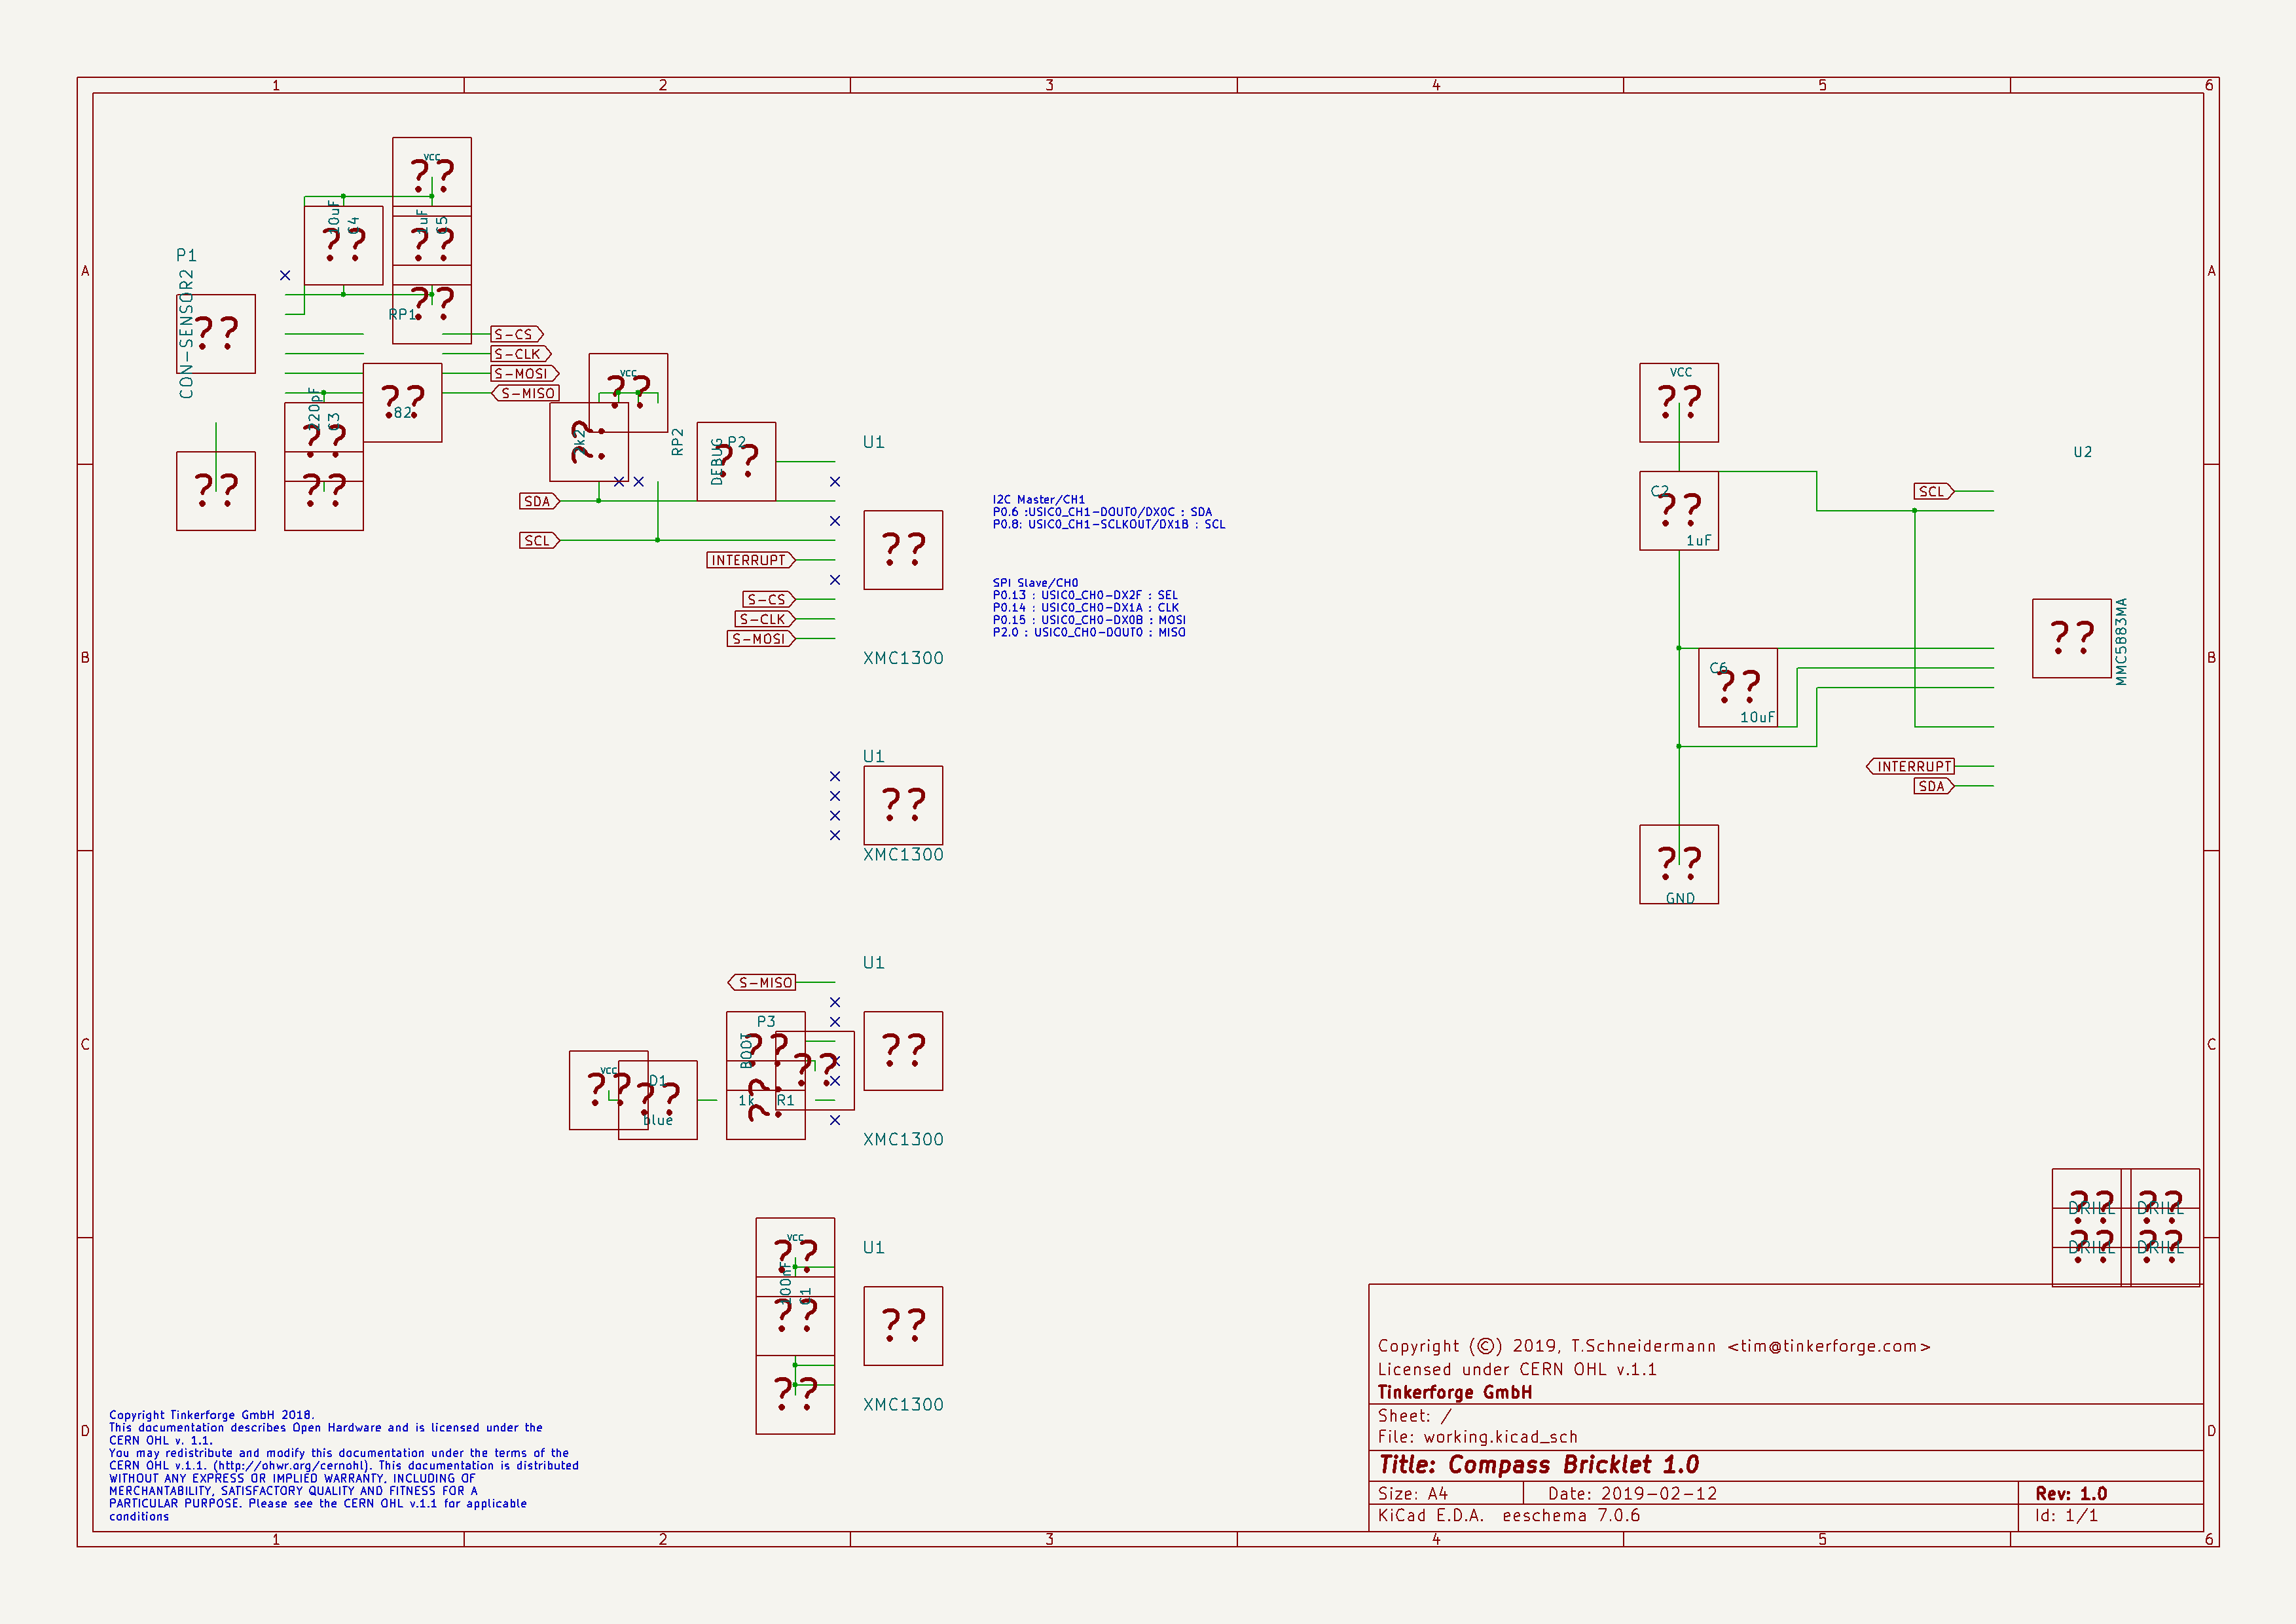 1 2 3 4 5 6
A
A
B
B
C
C
D
D
VCC
??
10uF
C4
??
1uF
C5
??
??
P1
CON-SENSOR2
??
RP1
S-CS
S-CLK
S-MOSI
S-MISO
220pF
C3
??
??
82
??
??
VCC
??
2k2
??
RP2
P2
DEBUG
??
SDA
SCL
INTERRUPT
S-CS
S-CLK
S-MOSI
U1
??
XMC1300
I2C Master/CH1
P0.6 :USIC0_CH1-DOUT0/DX0C : SDA
P0.8: USIC0_CH1-SCLKOUT/DX1B : SCL
SPI Slave/CH0
P0.13 : USIC0_CH0-DX2F : SEL
P0.14 : USIC0_CH0-DX1A : CLK
P0.15 : USIC0_CH0-DX0B : MOSI
P2.0 : USIC0_CH0-DOUT0 : MISO
VCC
??
C2
??
1uF
C6
??
10uF
??
GND
U2
SCL
??
MMC5883MA
INTERRUPT
SDA
U1
??
XMC1300
U1
S-MISO
P3
BOOT
??
??
??
XMC1300
VCC
??
D1
??
blue
1k
??
R1
U1
VCC
??
100nF
C1
??
??
??
XMC1300
??
DRILL
??
DRILL
??
DRILL
??
DRILL
Copyright Tinkerforge GmbH 2018.
This documentation describes Open Hardware and is licensed under the
CERN OHL v. 1.1.
You may redistribute and modify this documentation under the terms of the
CERN OHL v.1.1. (http://ohwr.org/cernohl). This documentation is distributed
WITHOUT ANY EXPRESS OR IMPLIED WARRANTY, INCLUDING OF
MERCHANTABILITY, SATISFACTORY QUALITY AND FITNESS FOR A
PARTICULAR PURPOSE. Please see the CERN OHL v.1.1 for applicable
conditions
Copyright (©) 2019, T.Schneidermann <tim@tinkerforge.com>
Licensed under CERN OHL v.1.1
Tinkerforge GmbH
Sheet: /
File: working.kicad_sch
Title: Compass Bricklet 1.0
Size: A4 Date: 2019-02-12 Rev: 1.0
KiCad E.D.A. eeschema 7.0.6 Id: 1/1
1 2 3 4 5 6